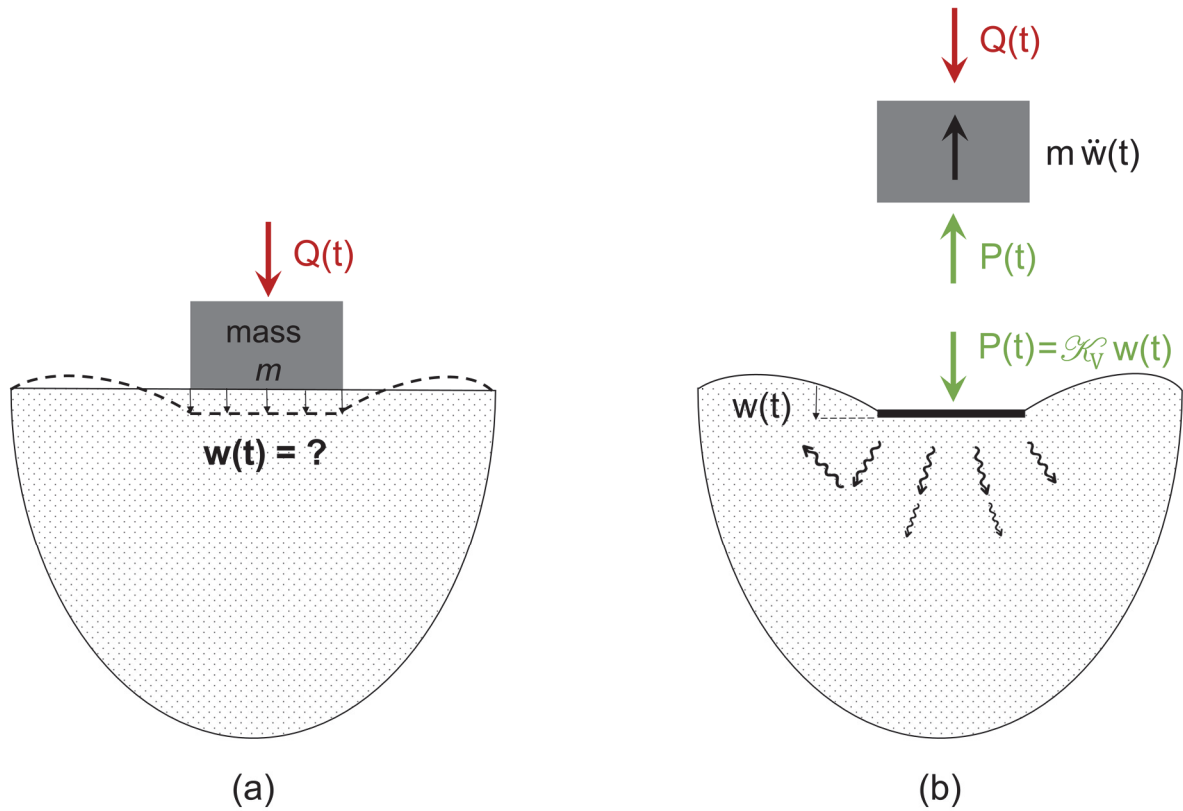 Q(t)
mass
m
w(t) = ?
(a)
Q(t)
m ẅ(t)
P(t)
P(t) = 𝒦V w(t)
w(t)
(b)